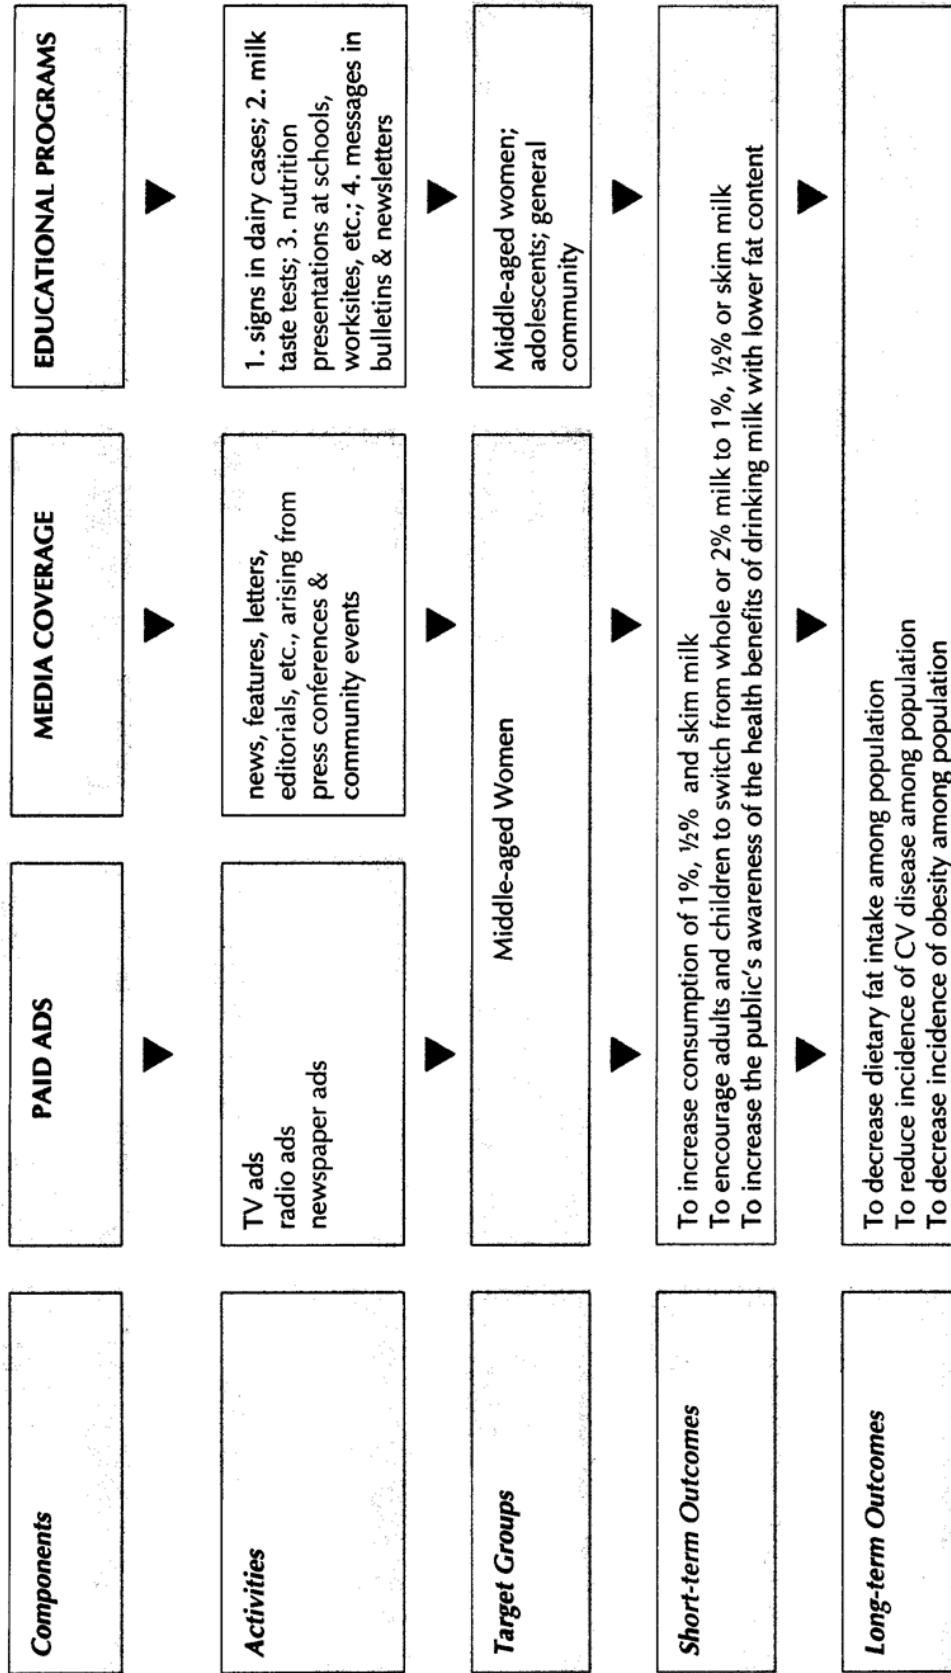 Components
PAID ADS
MEDIA COVERAGE
EDUCATIONAL PROGRAMS
Activities
TV ads
radio ads
newspaper ads
news, features, letters,
editorials, etc., arising from
press conferences &
community events
1. signs in dairy cases; 2. milk
taste tests; 3. nutrition
presentations at schools,
worksites, etc.; 4. messages in
bulletins & newsletters
Target Groups
Middle-aged Women
Middle-aged women;
adolescents; general
community
Short-term Outcomes
To increase consumption of 1%, ½% and skim milk
To encourage adults and children to switch from whole or 2% milk to 1%, ½% or skim milk
To increase the public's awareness of the health benefits of drinking milk with lower fat content
Long-term Outcomes
To decrease dietary fat intake among population
To reduce incidence of CV disease among population
To decrease incidence of obesity among population